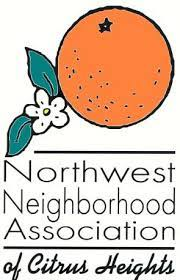 Northwest
Neighborhood
Association
of Citrus Heights